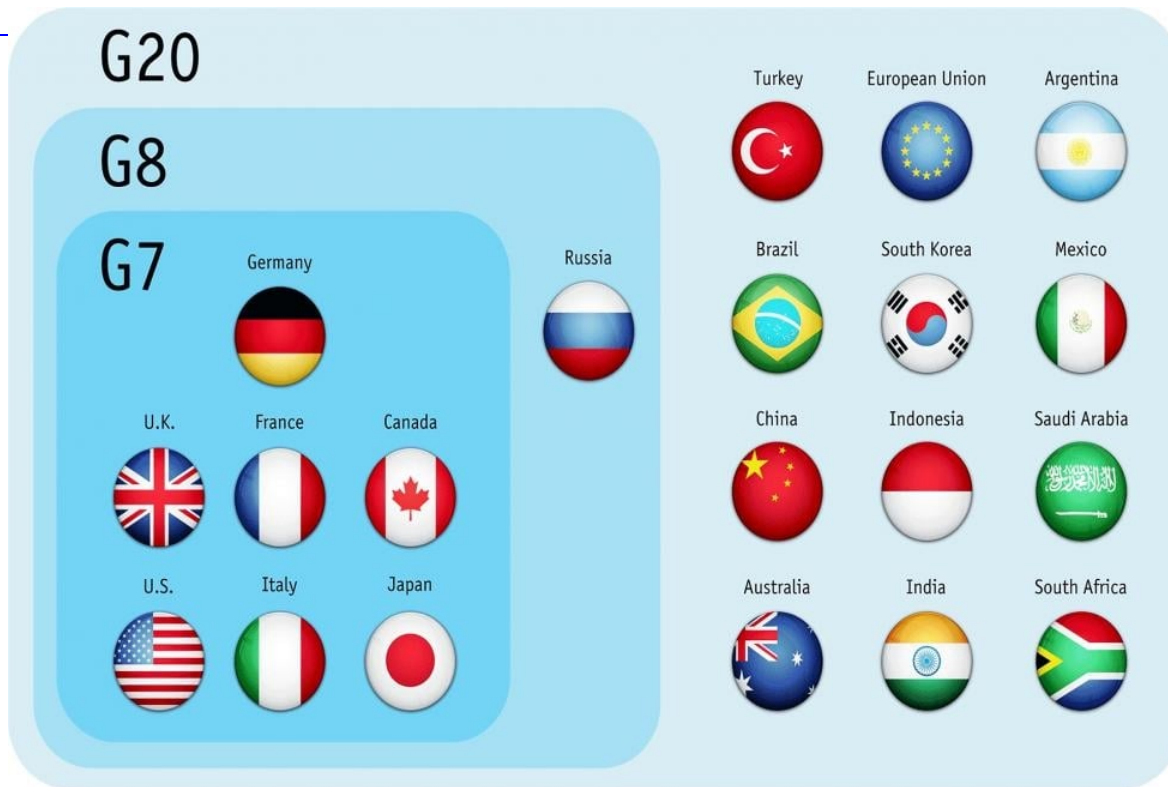 G20
G8
G7
Germany
U.K.
France
Canada
U.S.
Italy
Japan
Russia
Turkey
European Union
Argentina
Brazil
South Korea
Mexico
China
Indonesia
Saudi Arabia
Australia
India
South Africa